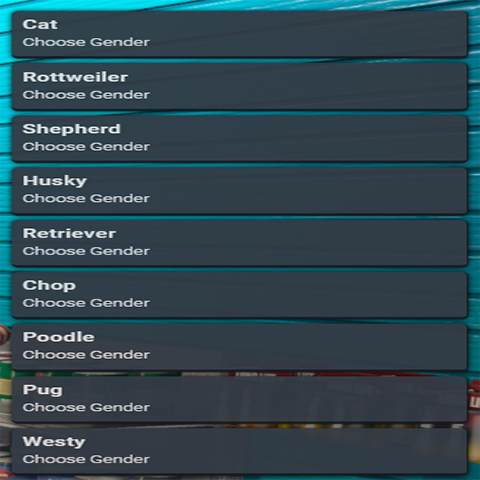 Cat
Choose Gender
Rottweiler
Choose Gender
Shepherd
Choose Gender
Husky
Choose Gender
Retriever
Choose Gender
Chop
Choose Gender
Poodle
Choose Gender
Pug
Choose Gender
Westy
Choose Gender